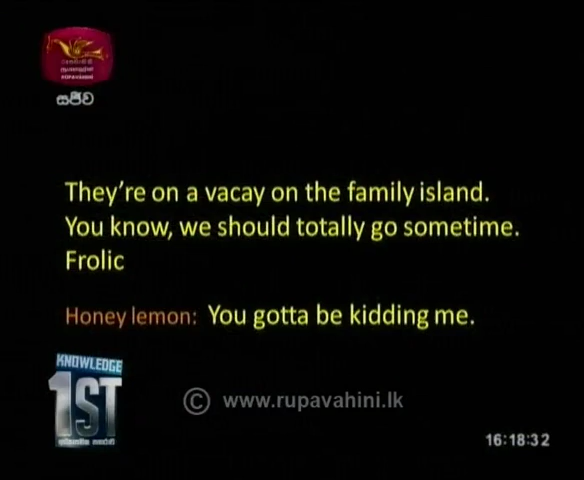 RUPAVAHINI
සජීව
They're on a vacay on the family island.
You know, we should totally go sometime.
Frolic
Honey lemon: You gotta be kidding me.
KNOWLEDGE
1ST
© www.rupavahini.lk
16:18:32